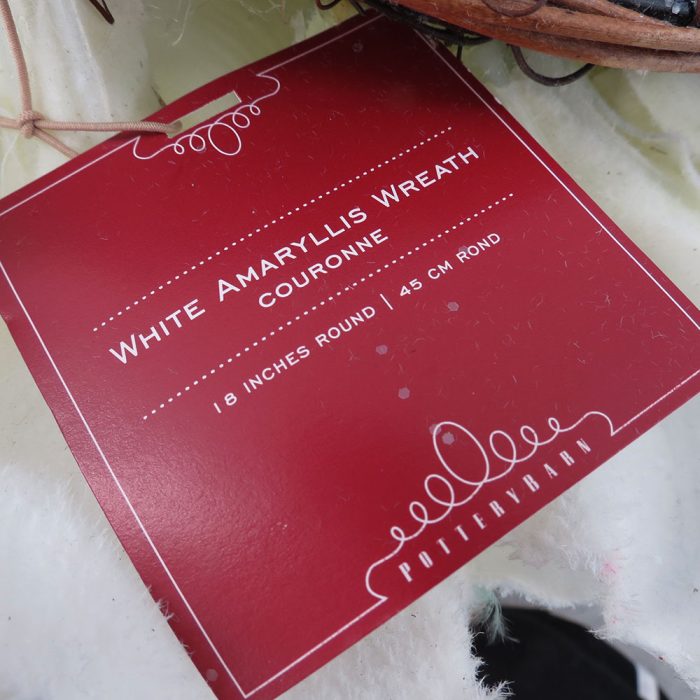 White Amaryllis Wreath
COURONNE
18 INCHES ROUND | 45 CM ROND
POTTERYBARN